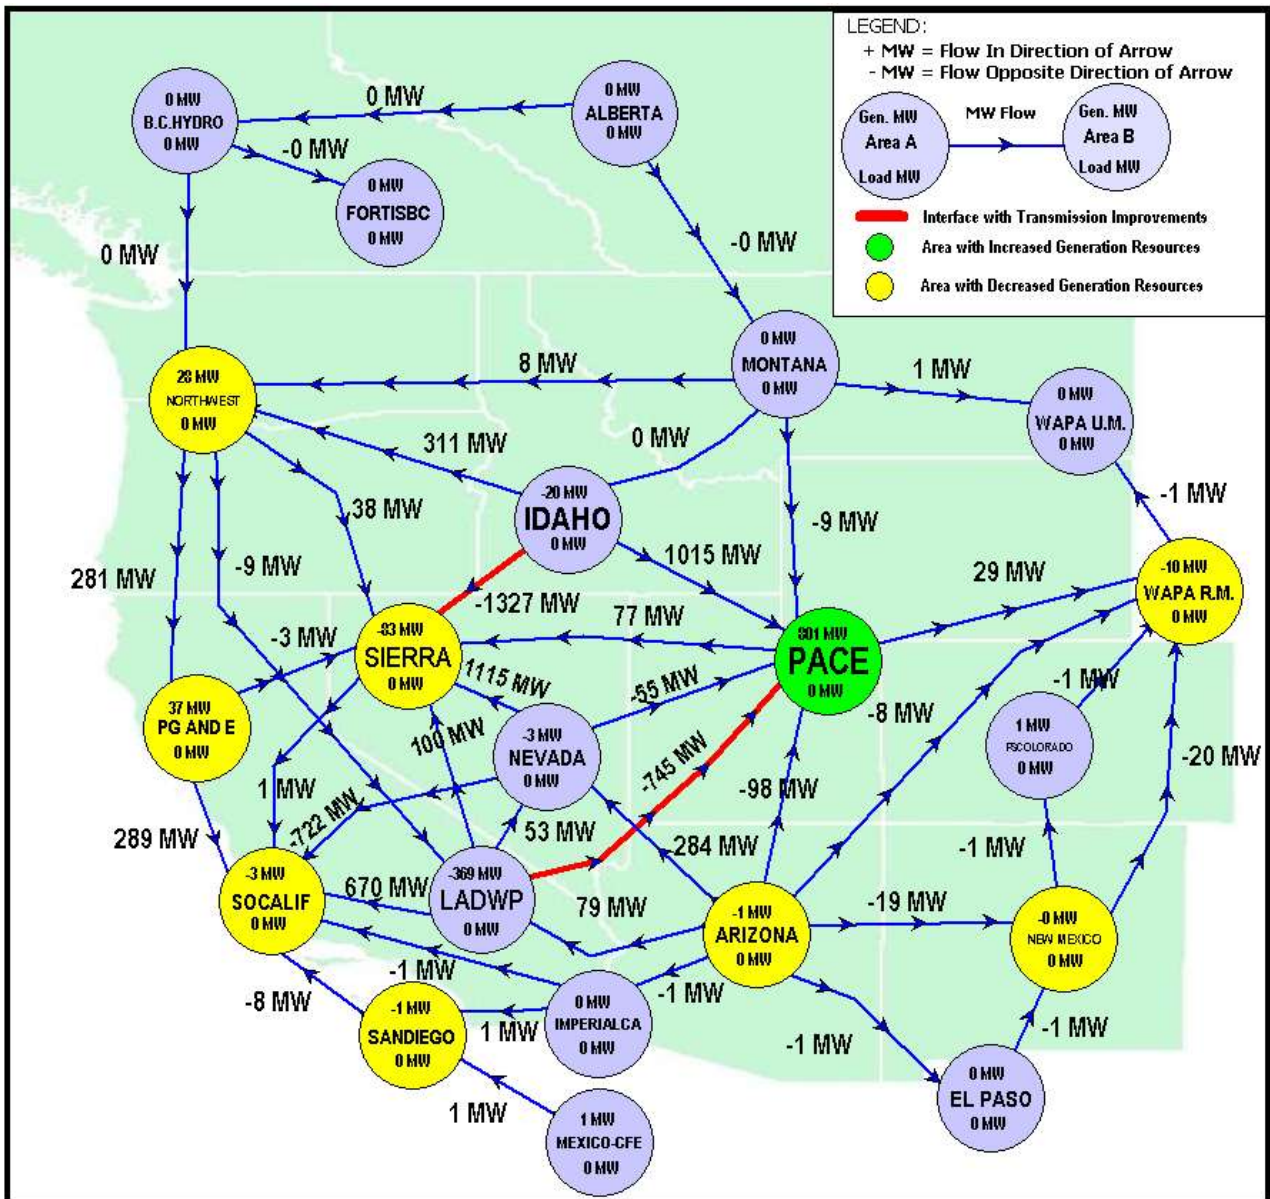 LEGEND:
+ MW = Flow In Direction of Arrow
- MW = Flow Opposite Direction of Arrow
Gen. MW
Area A
Load MW
MW Flow
Gen. MW
Area B
Load MW
Interface with Transmission Improvements
Area with Increased Generation Resources
Area with Decreased Generation Resources
0 MW
B.C.HYDRO
0 MW
0 MW
0 MW
ALBERTA
0 MW
-0 MW
0 MW
FORTISBC
0 MW
0 MW
-0 MW
28 MW
NORTHWEST
0 MW
8 MW
0 MW
MONTANA
0 MW
1 MW
0 MW
WAPA U.M.
0 MW
311 MW
0 MW
-20 MW
IDAHO
0 MW
38 MW
-9 MW
-1 MW
281 MW
-9 MW
1015 MW
29 MW
-10 MW
WAPA R.M.
0 MW
-1327 MW
-3 MW
77 MW
-83 MW
SIERRA
0 MW
801 MW
PACE
0 MW
1115 MW
-55 MW
-1 MW
-8 MW
37 MW
PG AND E
0 MW
100 MW
-3 MW
NEVADA
0 MW
-745 MW
1 MW
PSCOLORADO
0 MW
-20 MW
1 MW
-98 MW
-722 MW
289 MW
53 MW
-284 MW
-1 MW
-3 MW
SOCALIF
0 MW
670 MW
-369 MW
LADWP
0 MW
79 MW
-1 MW
ARIZONA
0 MW
-19 MW
-0 MW
NEW MEXICO
0 MW
-1 MW
-1 MW
-8 MW
-1 MW
SANDIEGO
0 MW
1 MW
0 MW
IMPERIALCA
0 MW
-1 MW
-1 MW
0 MW
EL PASO
0 MW
1 MW
1 MW
MEXICO-CFE
0 MW